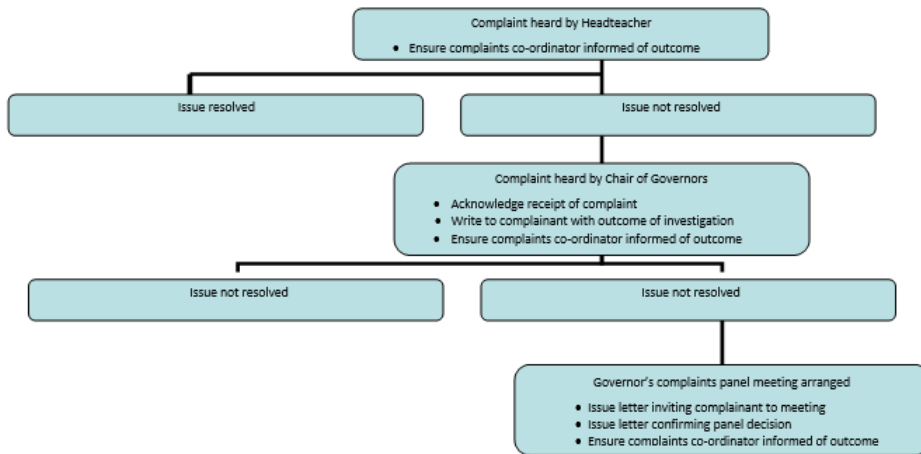 Complaint heard by Headteacher
• Ensure complaints co-ordinator informed of outcome
Issue resolved
Issue not resolved
Complaint heard by Chair of Governors
• Acknowledge receipt of complaint
• Write to complainant with outcome of investigation
• Ensure complaints co-ordinator informed of outcome
Issue not resolved
Issue not resolved
Governor's complaints panel meeting arranged
• Issue letter inviting complainant to meeting
• Issue letter confirming panel decision
• Ensure complaints co-ordinator informed of outcome